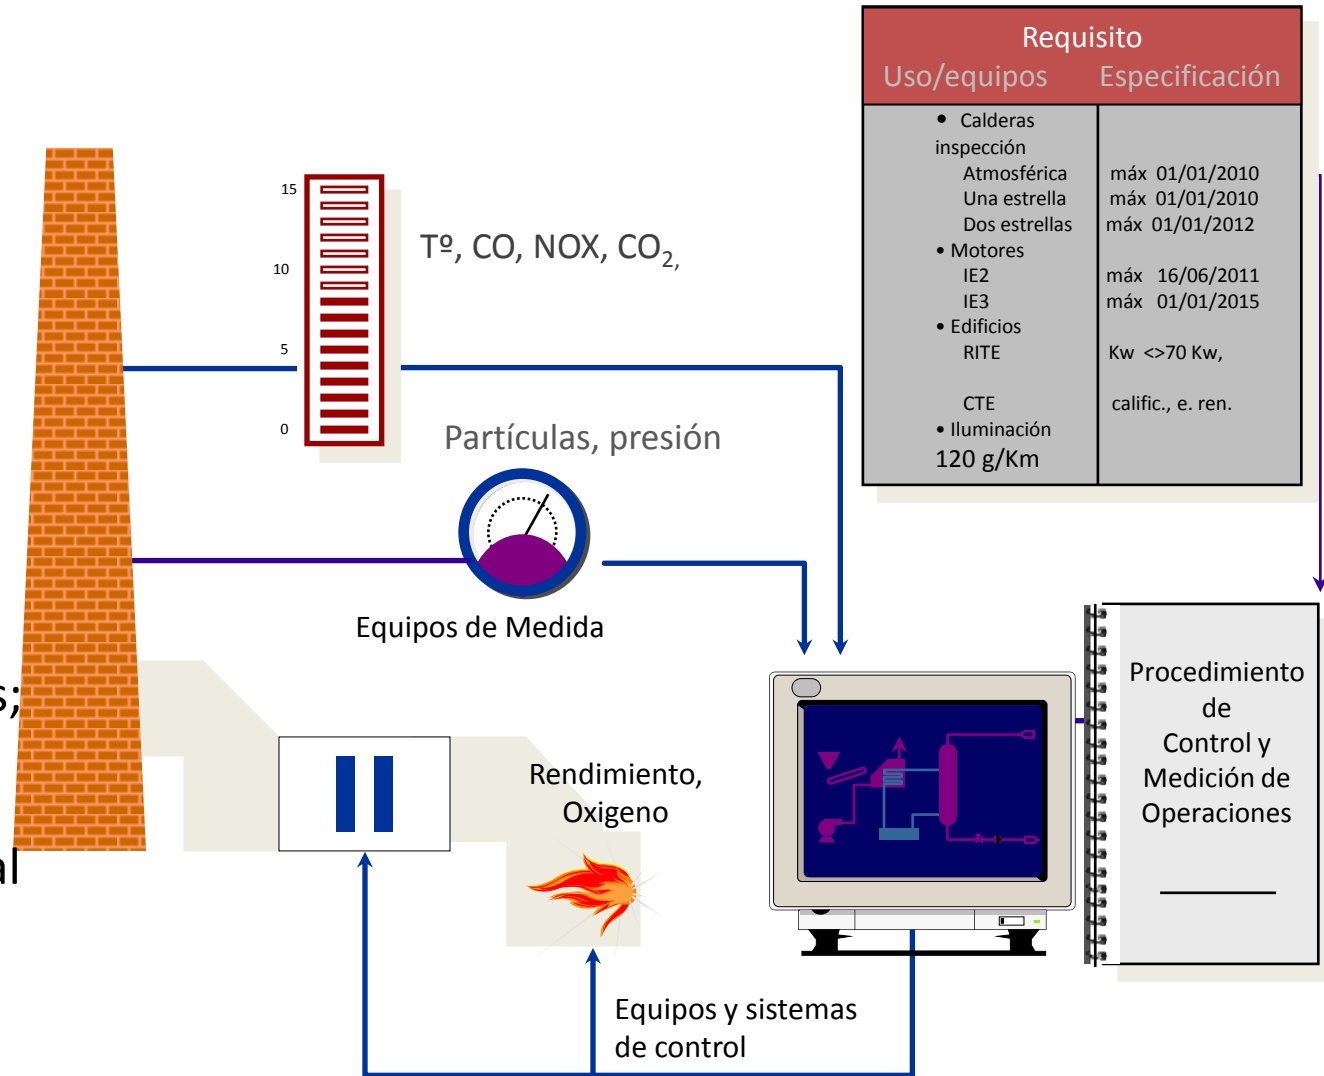 Requisito
Uso/equipos Especificación
• Calderas
inspección
Atmosférica máx 01/01/2010
Una estrella máx 01/01/2010
Dos estrellas máx 01/01/2012
• Motores
IE2 máx 16/06/2011
IE3 máx 01/01/2015
• Edificios
RITE Kw <>70 Kw,
CTE calific., e. ren.
• Iluminación
120 g/Km
15
10
5
0
Tº, CO, NOX, CO2,
Partículas, presión
Equipos de Medida
s;
al
Rendimiento,
Oxigeno
Procedimiento
de
Control y
Medición de
Operaciones
Equipos y sistemas
de control